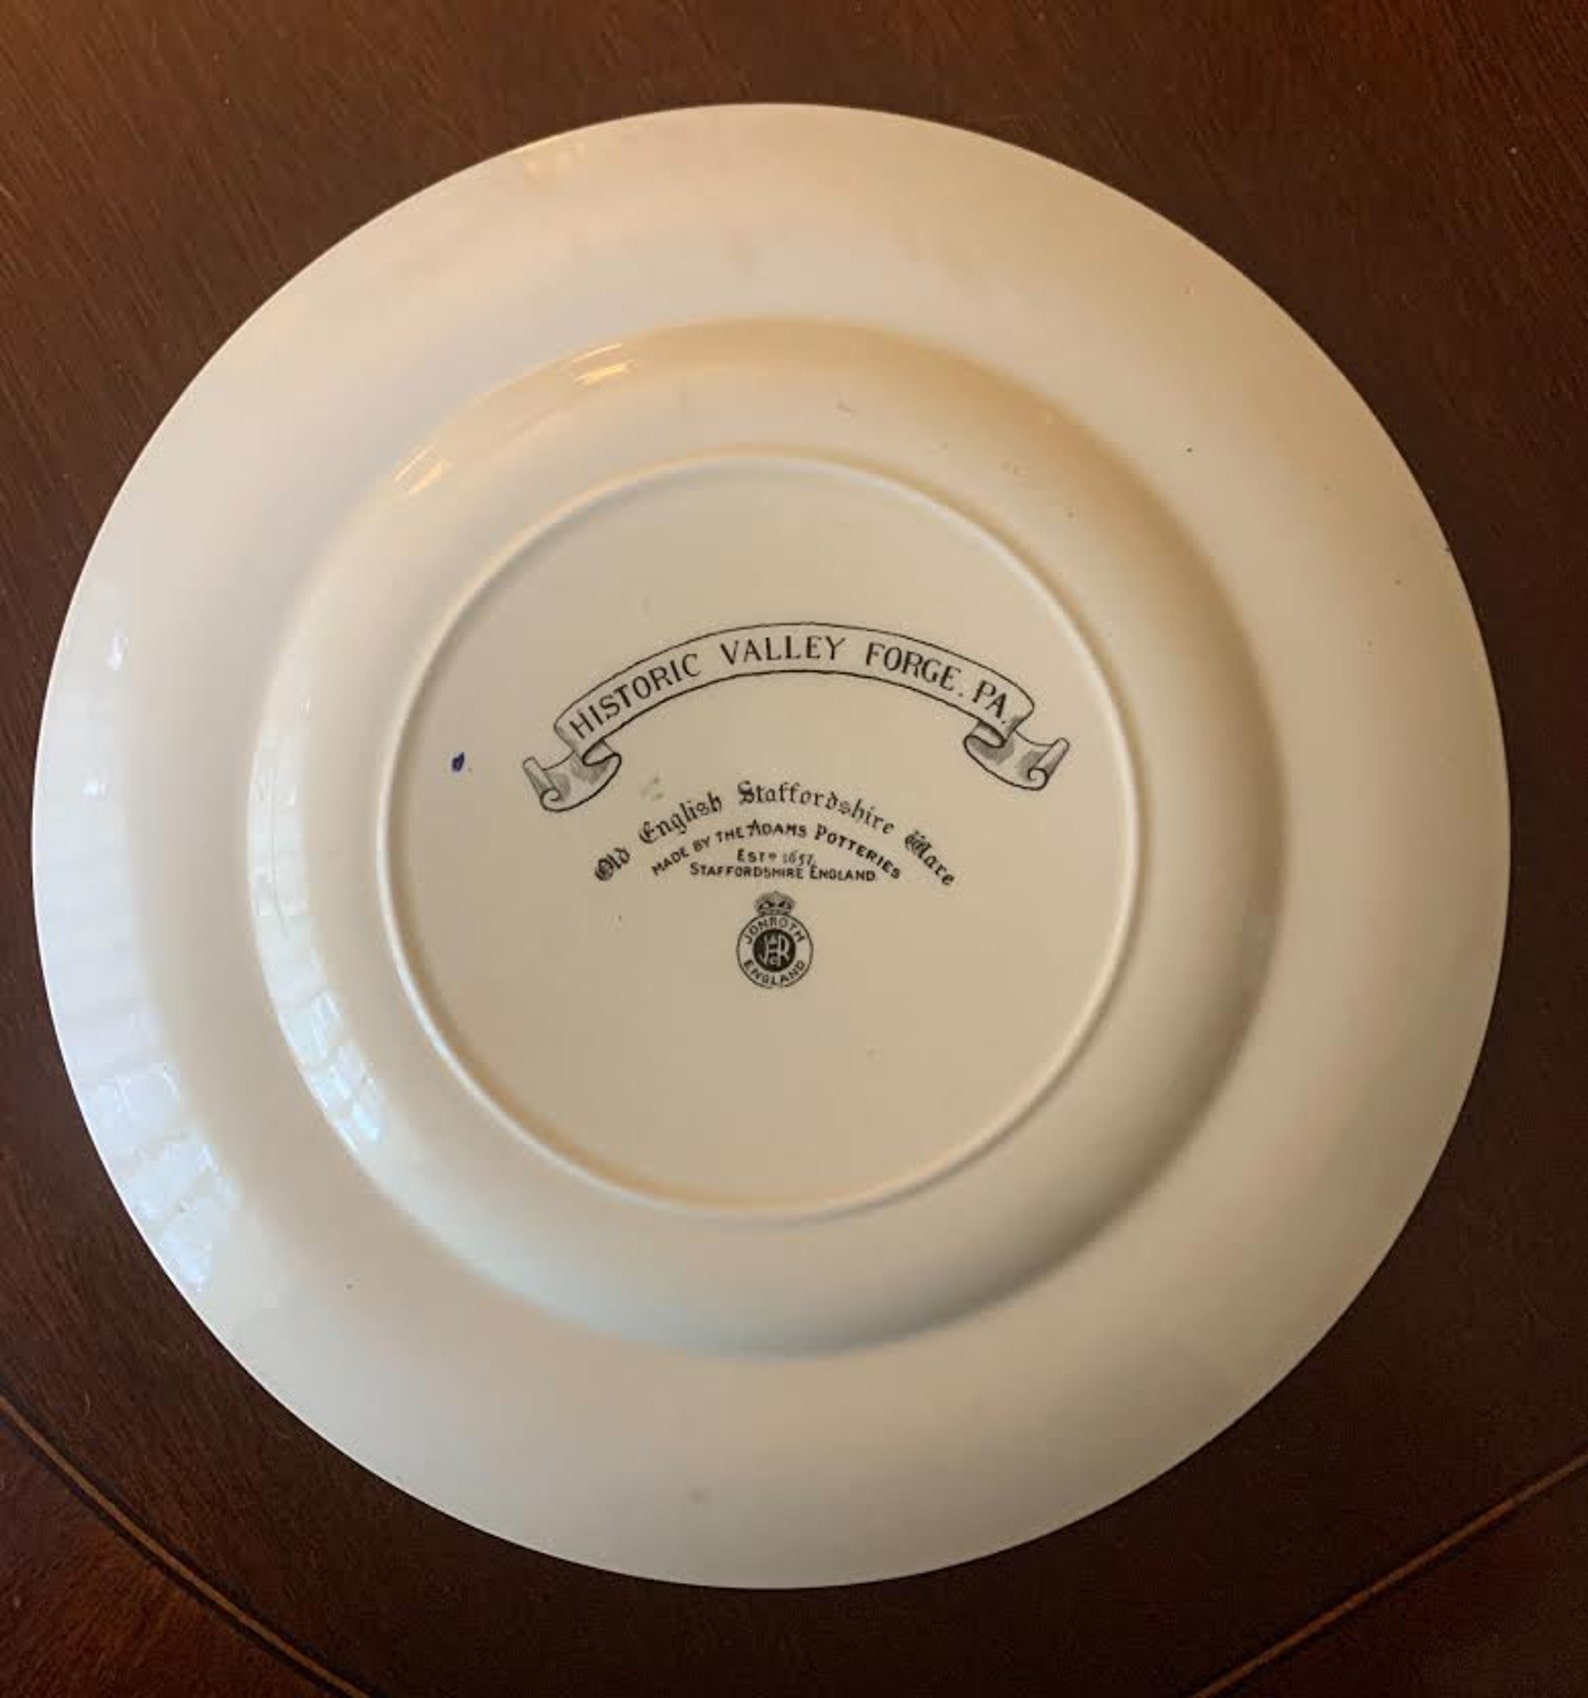 HISTORIC VALLEY FORGE. PA.
Old English Staffordshire Ware
MADE BY THE ADAMS POTTERIES
ESTD 1657.
STAFFORDSHIRE ENGLAND.
JONROTH
JHR
ENGLAND